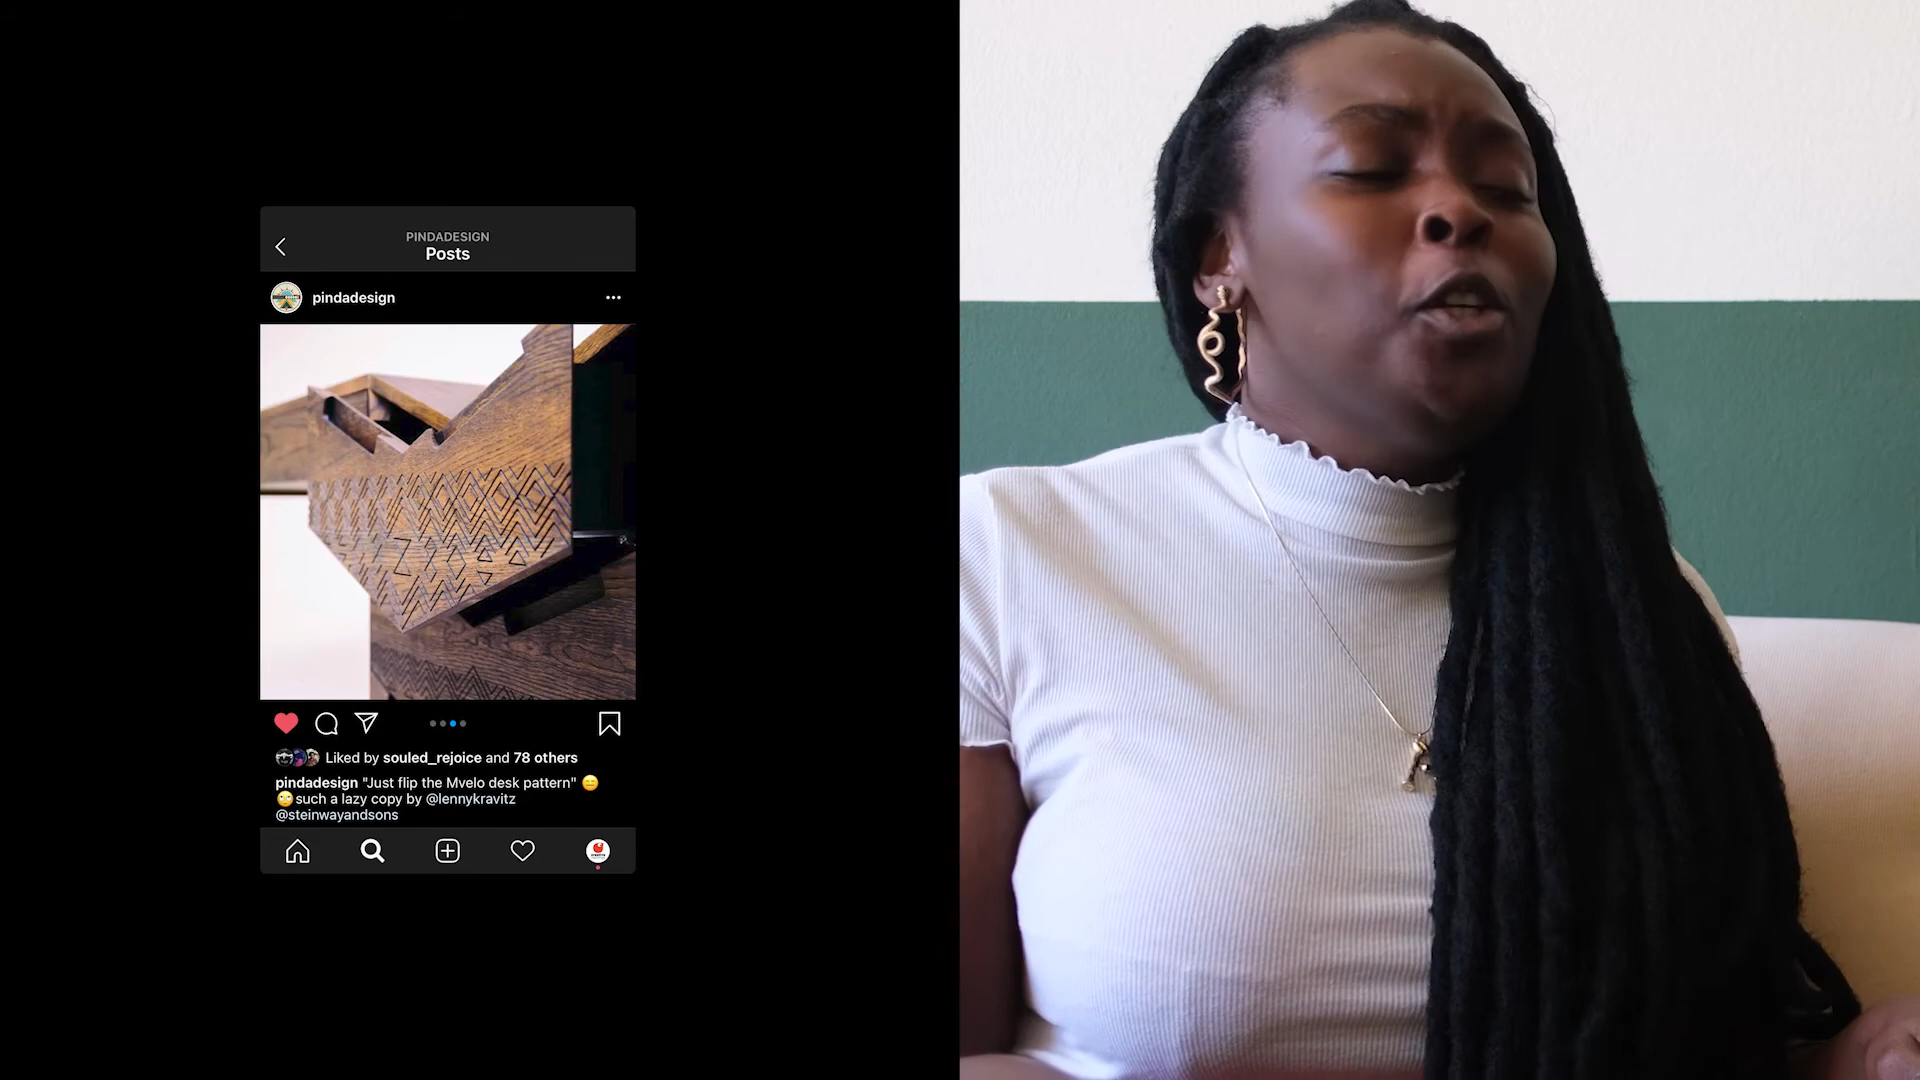 PINDADESIGN
Posts
pindadesign
Liked by souled_rejoice and 78 others
pindadesign "Just flip the Mvelo desk pattern" 😑
🙄such a lazy copy by @lennykravitz
@steinwayandsons